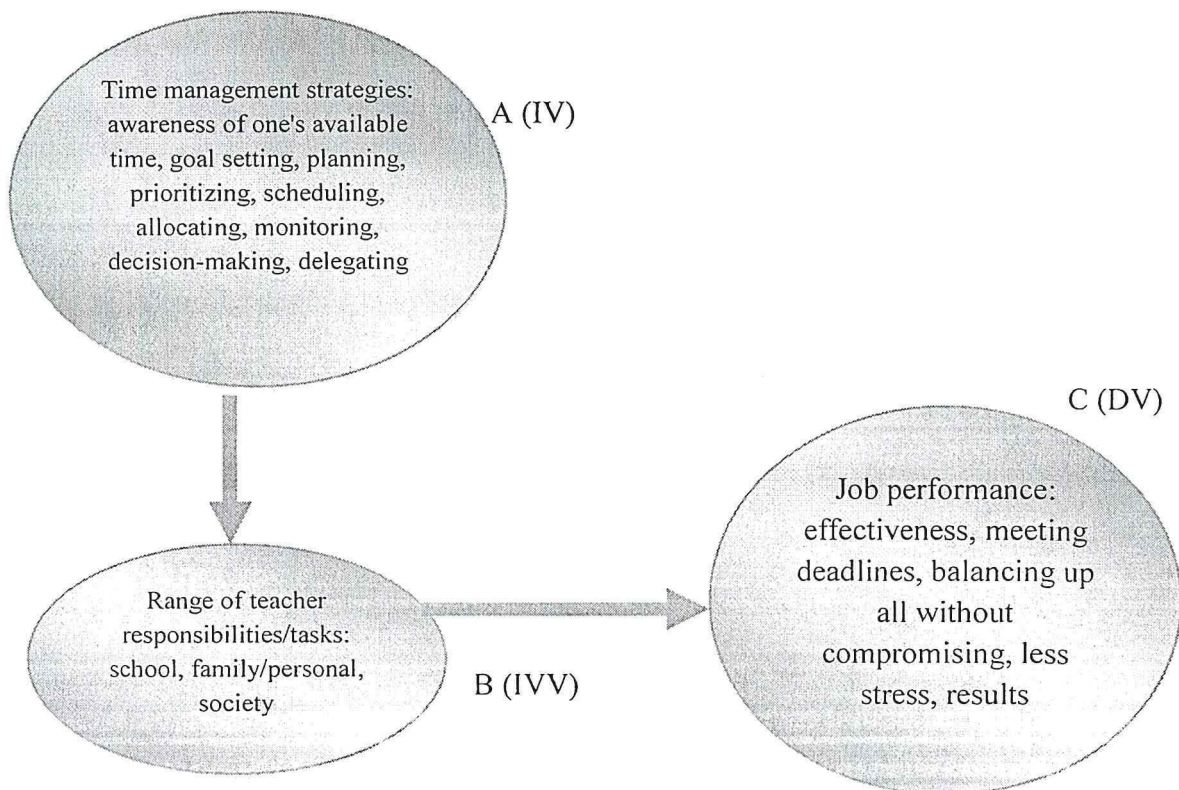 Time management strategies:
awareness of one's available
time, goal setting, planning,
prioritizing, scheduling,
allocating, monitoring,
decision-making, delegating
A (IV)
Range of teacher
responsibilities/tasks:
school, family/personal,
society
B (IVV)
C (DV)
Job performance:
effectiveness, meeting
deadlines, balancing up
all without
compromising, less
stress, results